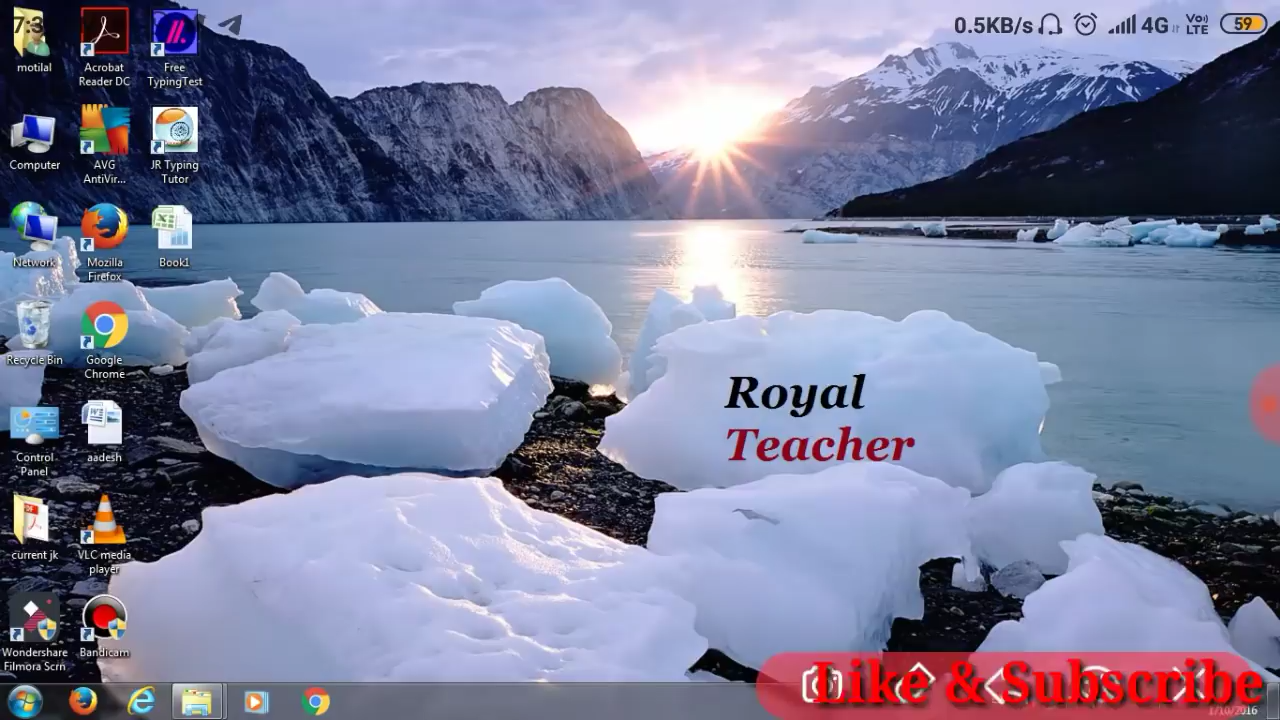 7:3
0.5KB/s
4G
Vo)
LTE
59
motilal
Acrobat
Reader DC
Free
TypingTest
Computer
AVG
AntiVir...
JR Typing
Tutor
Network
Mozilla
Firefox
Book1
Recycle Bin
Google
Chrome
Control
Panel
aadesh
current jk
VLC media
player
Wondershare
Filmora Scrn
Bandicam
Royal
Teacher
Like & Subscribe
1/10/2016